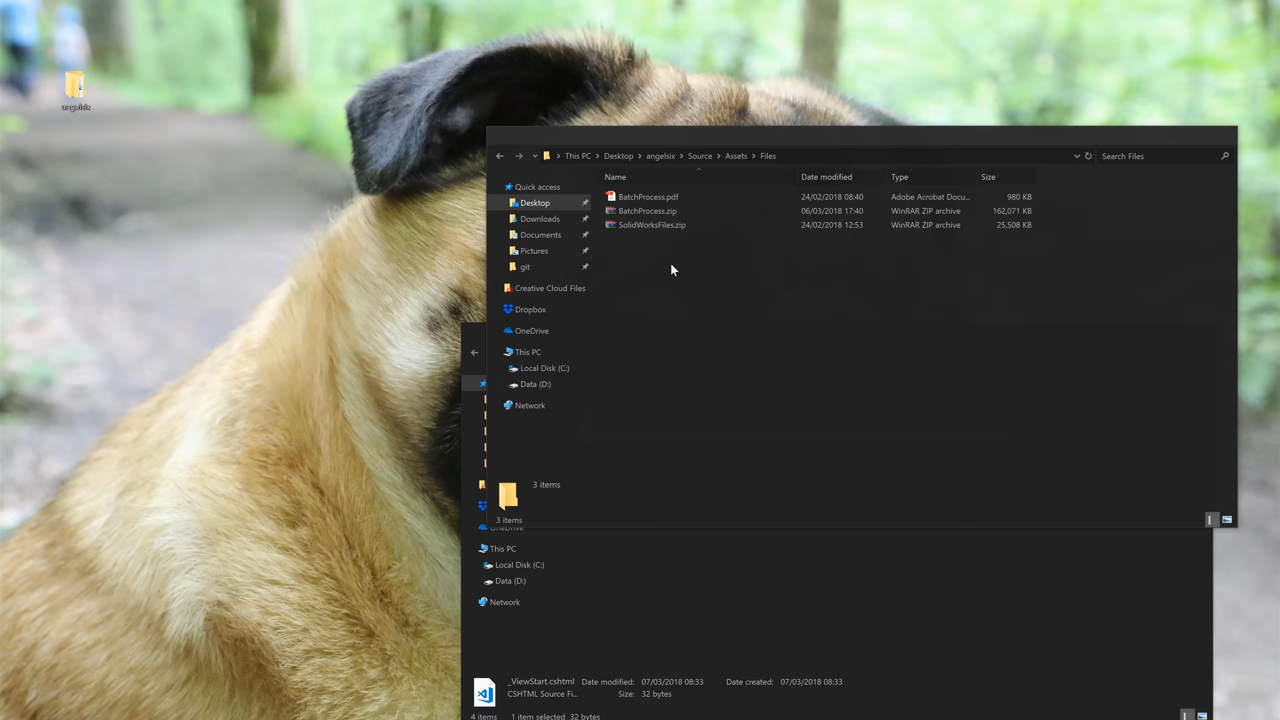 angelsix
This PC > Desktop > angelsix > Source > Assets > Files
Search Files
Name Date modified Type Size
Quick access
Desktop
Downloads
Documents
Pictures
git
Creative Cloud Files
Dropbox
OneDrive
This PC
Local Disk (C:)
Data (D:)
Network
BatchProcess.pdf 24/02/2018 08:40 Adobe Acrobat Docu... 980 KB
BatchProcess.zip 06/03/2018 17:40 WinRAR ZIP archive 162,071 KB
SolidWorksFiles.zip 24/02/2018 12:53 WinRAR ZIP archive 25,508 KB
3 items
3 items
OneDrive
This PC
Local Disk (C:)
Data (D:)
Network
_ViewStart.cshtml Date modified: 07/03/2018 08:33 Date created: 07/03/2018 08:33
CSHTML Source Fi... Size: 32 bytes
4 items 1 item selected 32 bytes